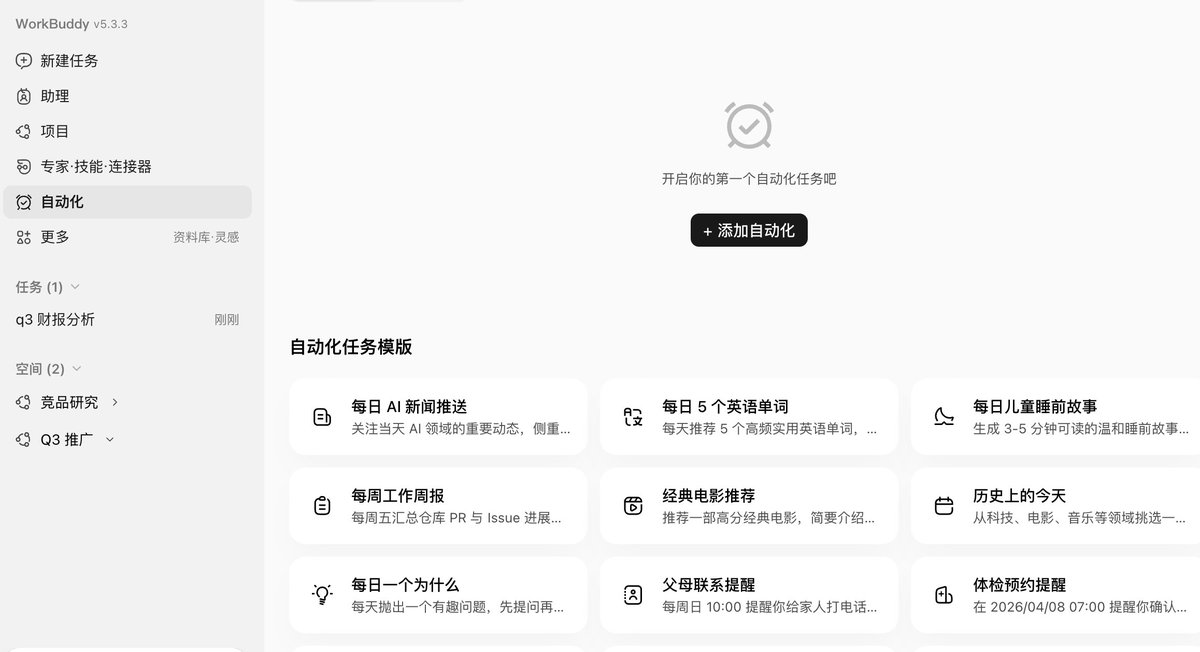 WorkBuddy v5.3.3
新建任务
助理
项目
专家·技能·连接器
自动化
更多 资料库·灵感
任务 (1)
q3 财报分析 刚刚
空间 (2)
竞品研究
Q3 推广
开启你的第一个自动化任务吧
+ 添加自动化
自动化任务模版
每日 AI 新闻推送
关注当天 AI 领域的重要动态，侧重...
每日 5 个英语单词
每天推荐 5 个高频实用英语单词，...
每日儿童睡前故事
生成 3-5 分钟可读的温和睡前故事...
每周工作周报
每周五汇总仓库 PR 与 Issue 进展...
经典电影推荐
推荐一部高分经典电影，简要介绍...
历史上的今天
从科技、电影、音乐等领域挑选一...
每日一个为什么
每天抛出一个有趣问题，先提问再...
父母联系提醒
每周日 10:00 提醒你给家人打电话...
体检预约提醒
在 2026/04/08 07:00 提醒你确认...